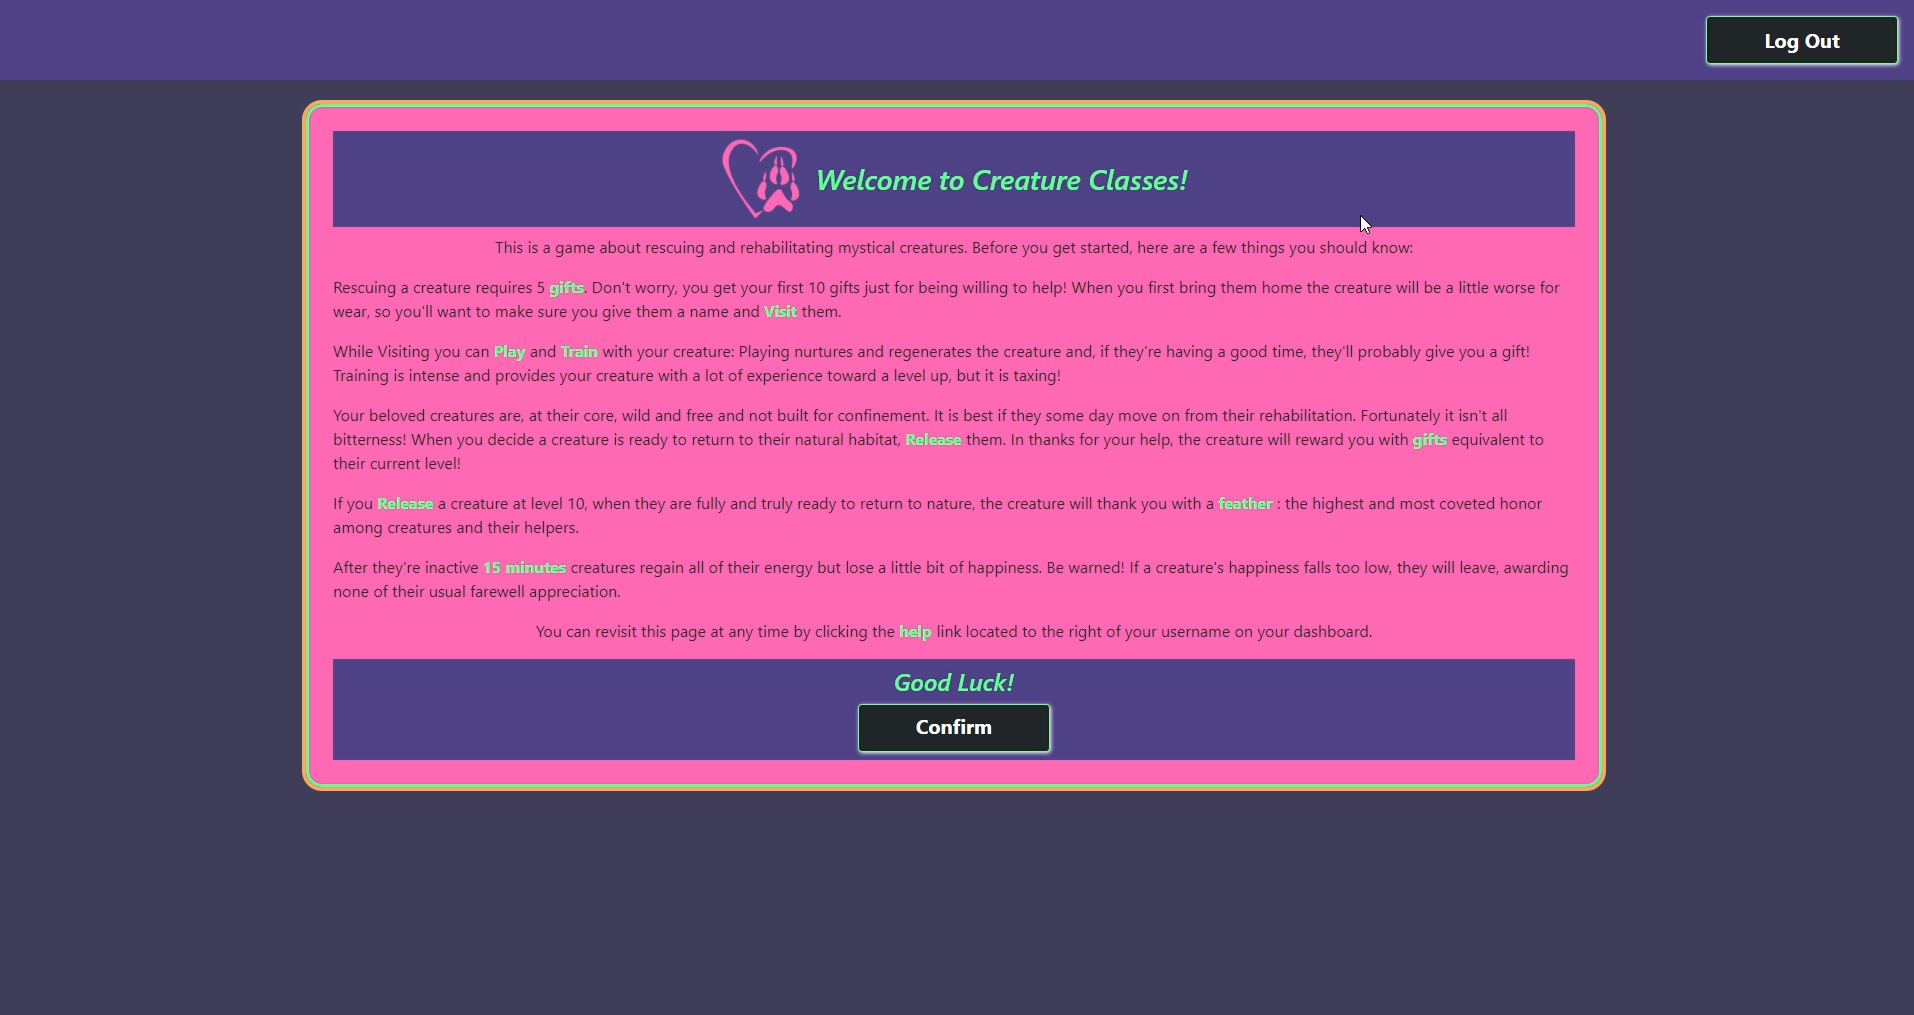 Log Out
Welcome to Creature Classes!
This is a game about rescuing and rehabilitating mystical creatures. Before you get started, here are a few things you should know:
Rescuing a creature requires 5 gifts. Don't worry, you get your first 10 gifts just for being willing to help! When you first bring them home the creature will be a little worse for
wear, so you'll want to make sure you give them a name and Visit them.
While Visiting you can Play and Train with your creature: Playing nurtures and regenerates the creature and, if they're having a good time, they'll probably give you a gift!
Training is intense and provides your creature with a lot of experience toward a level up, but it is taxing!
Your beloved creatures are, at their core, wild and free and not built for confinement. It is best if they some day move on from their rehabilitation. Fortunately it isn't all
bitterness! When you decide a creature is ready to return to their natural habitat, Release them. In thanks for your help, the creature will reward you with gifts equivalent to
their current level!
If you Release a creature at level 10, when they are fully and truly ready to return to nature, the creature will thank you with a feather : the highest and most coveted honor
among creatures and their helpers.
After they're inactive 15 minutes creatures regain all of their energy but lose a little bit of happiness. Be warned! If a creature's happiness falls too low, they will leave, awarding
none of their usual farewell appreciation.
You can revisit this page at any time by clicking the help link located to the right of your username on your dashboard.
Good Luck!
Confirm